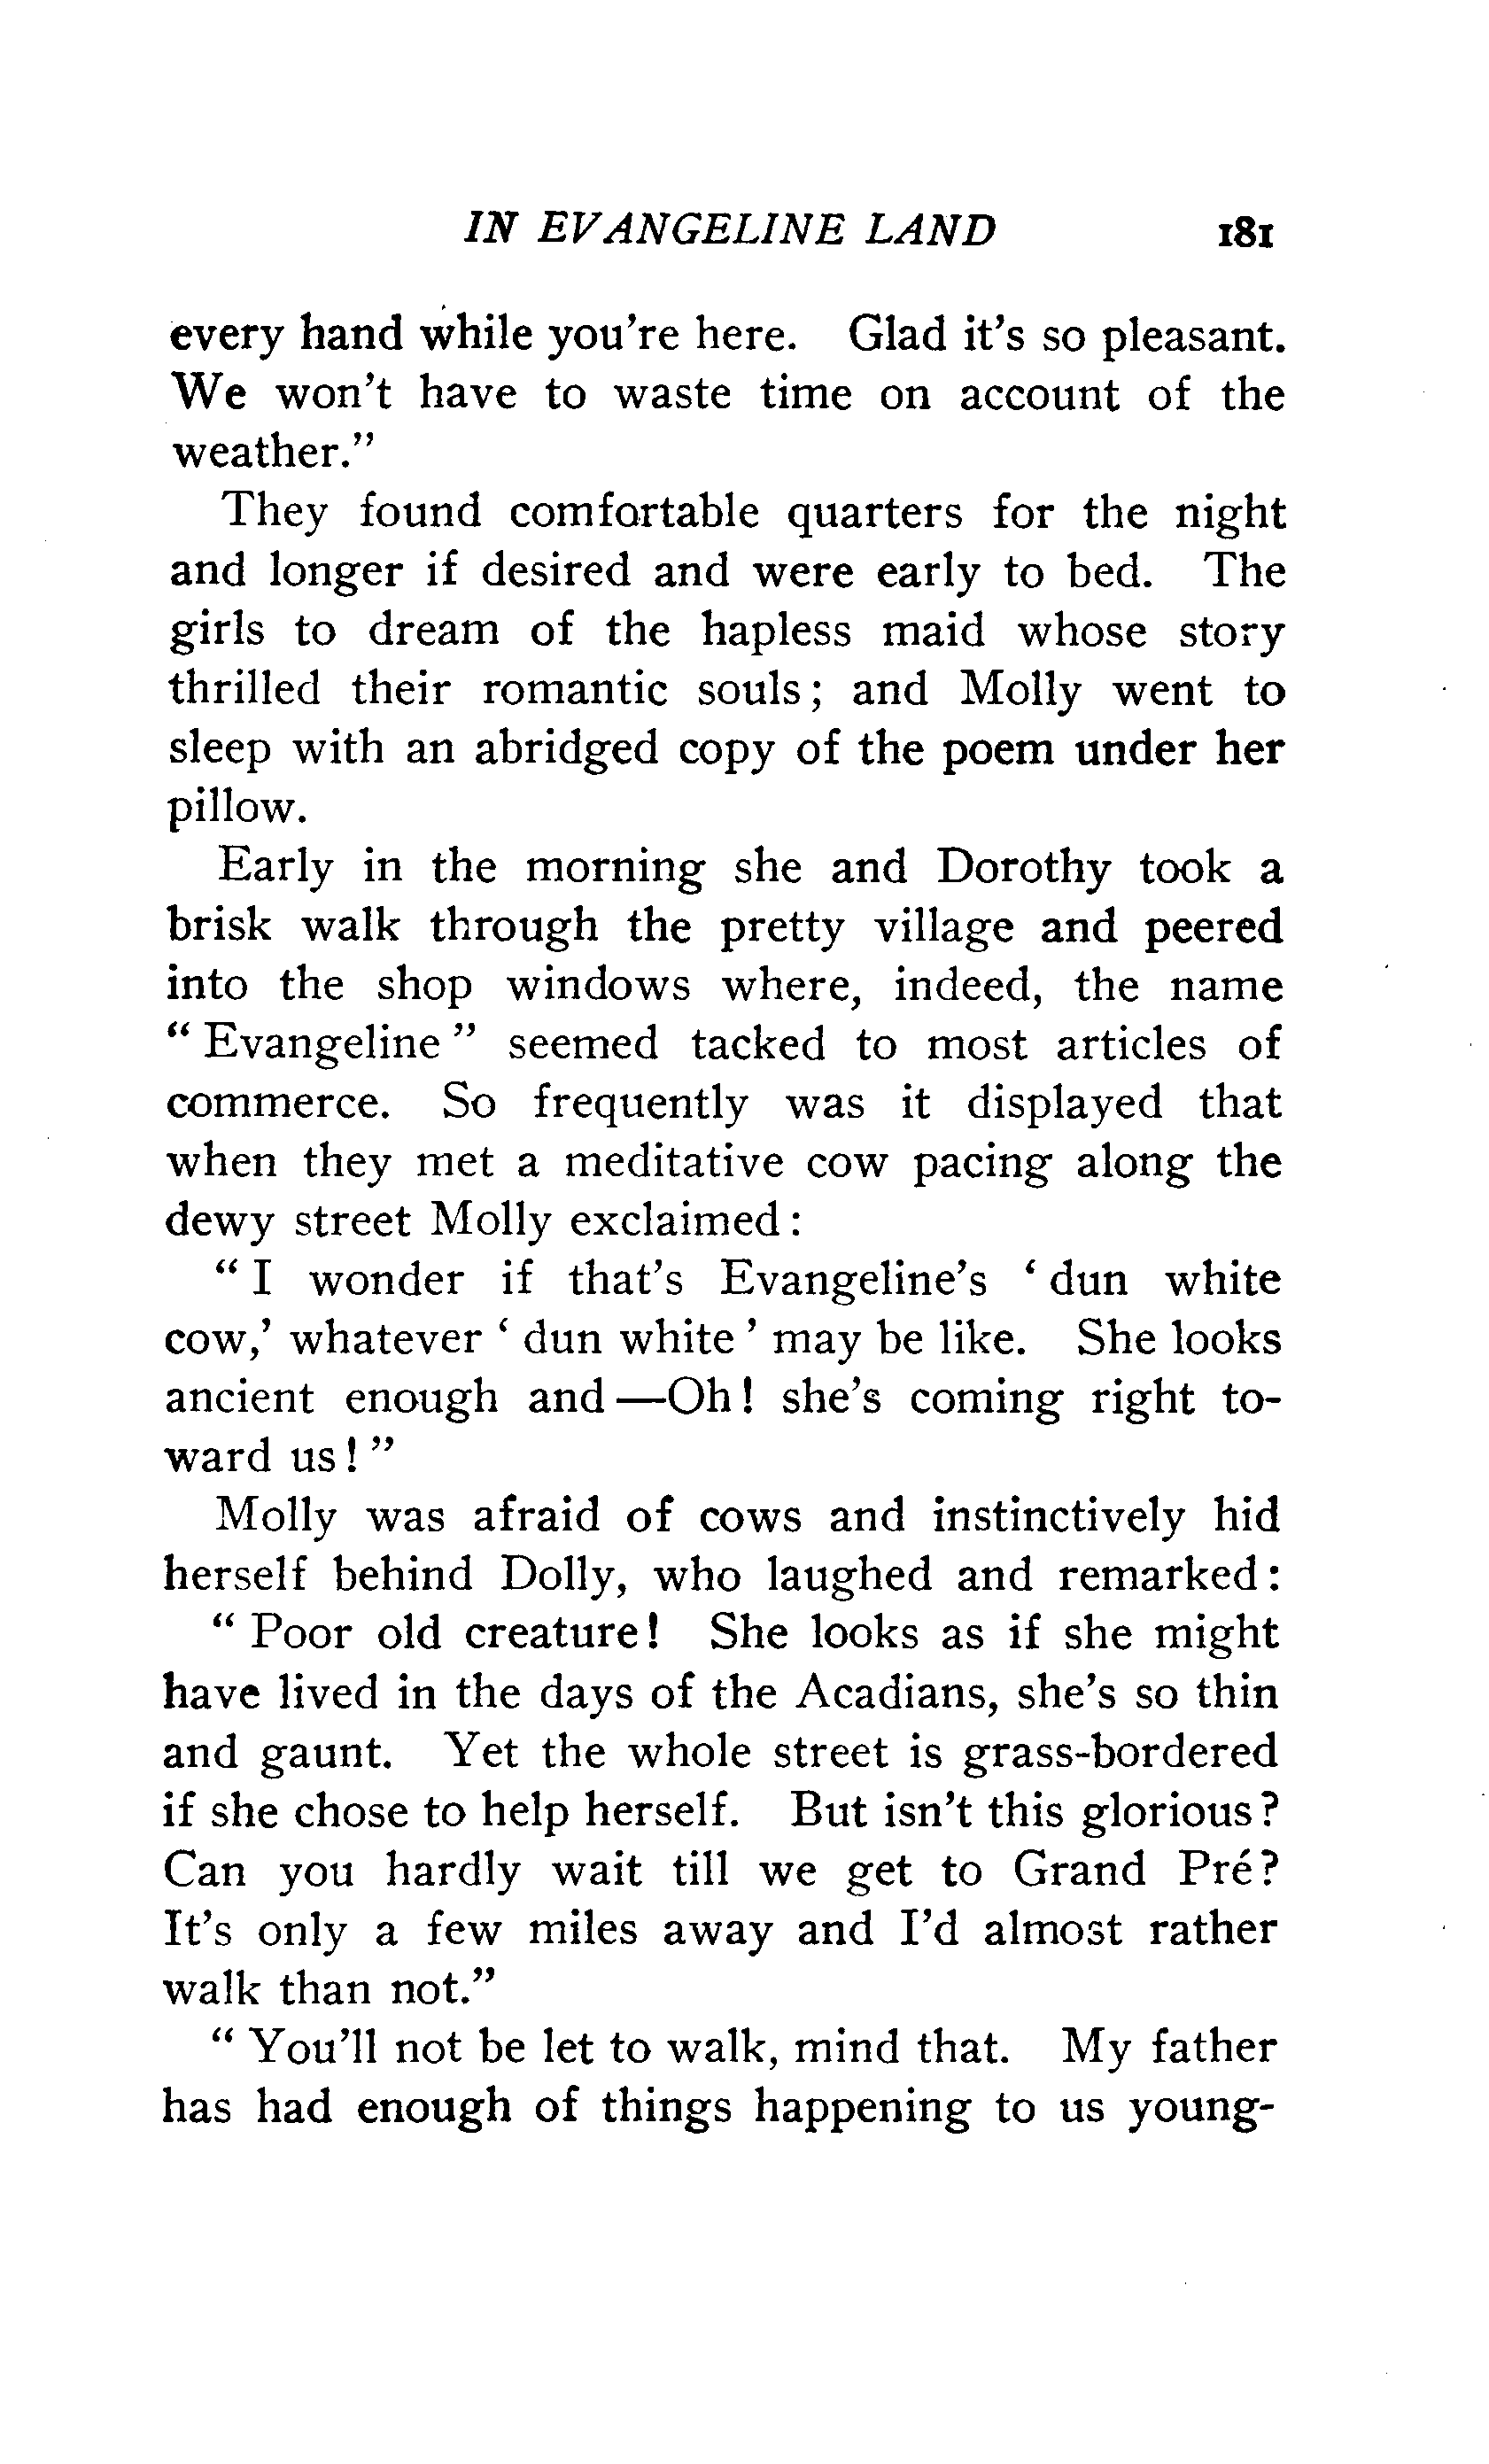 IN EVANGELINE LAND 181
every hand while you're here. Glad it's so pleasant.
We won't have to waste time on account of the
weather."
They found comfortable quarters for the night
and longer if desired and were early to bed. The
girls to dream of the hapless maid whose story
thrilled their romantic souls; and Molly went to
sleep with an abridged copy of the poem under her
pillow.
Early in the morning she and Dorothy took a
brisk walk through the pretty village and peered
into the shop windows where, indeed, the name
"Evangeline" seemed tacked to most articles of
commerce. So frequently was it displayed that
when they met a meditative cow pacing along the
dewy street Molly exclaimed:
"I wonder if that's Evangeline's 'dun white
cow,' whatever 'dun white' may be like. She looks
ancient enough and—Oh! she's coming right to-
ward us!"
Molly was afraid of cows and instinctively hid
herself behind Dolly, who laughed and remarked:
"Poor old creature! She looks as if she might
have lived in the days of the Acadians, she's so thin
and gaunt. Yet the whole street is grass-bordered
if she chose to help herself. But isn't this glorious?
Can you hardly wait till we get to Grand Pré?
It's only a few miles away and I'd almost rather
walk than not."
"You'll not be let to walk, mind that. My father
has had enough of things happening to us young-